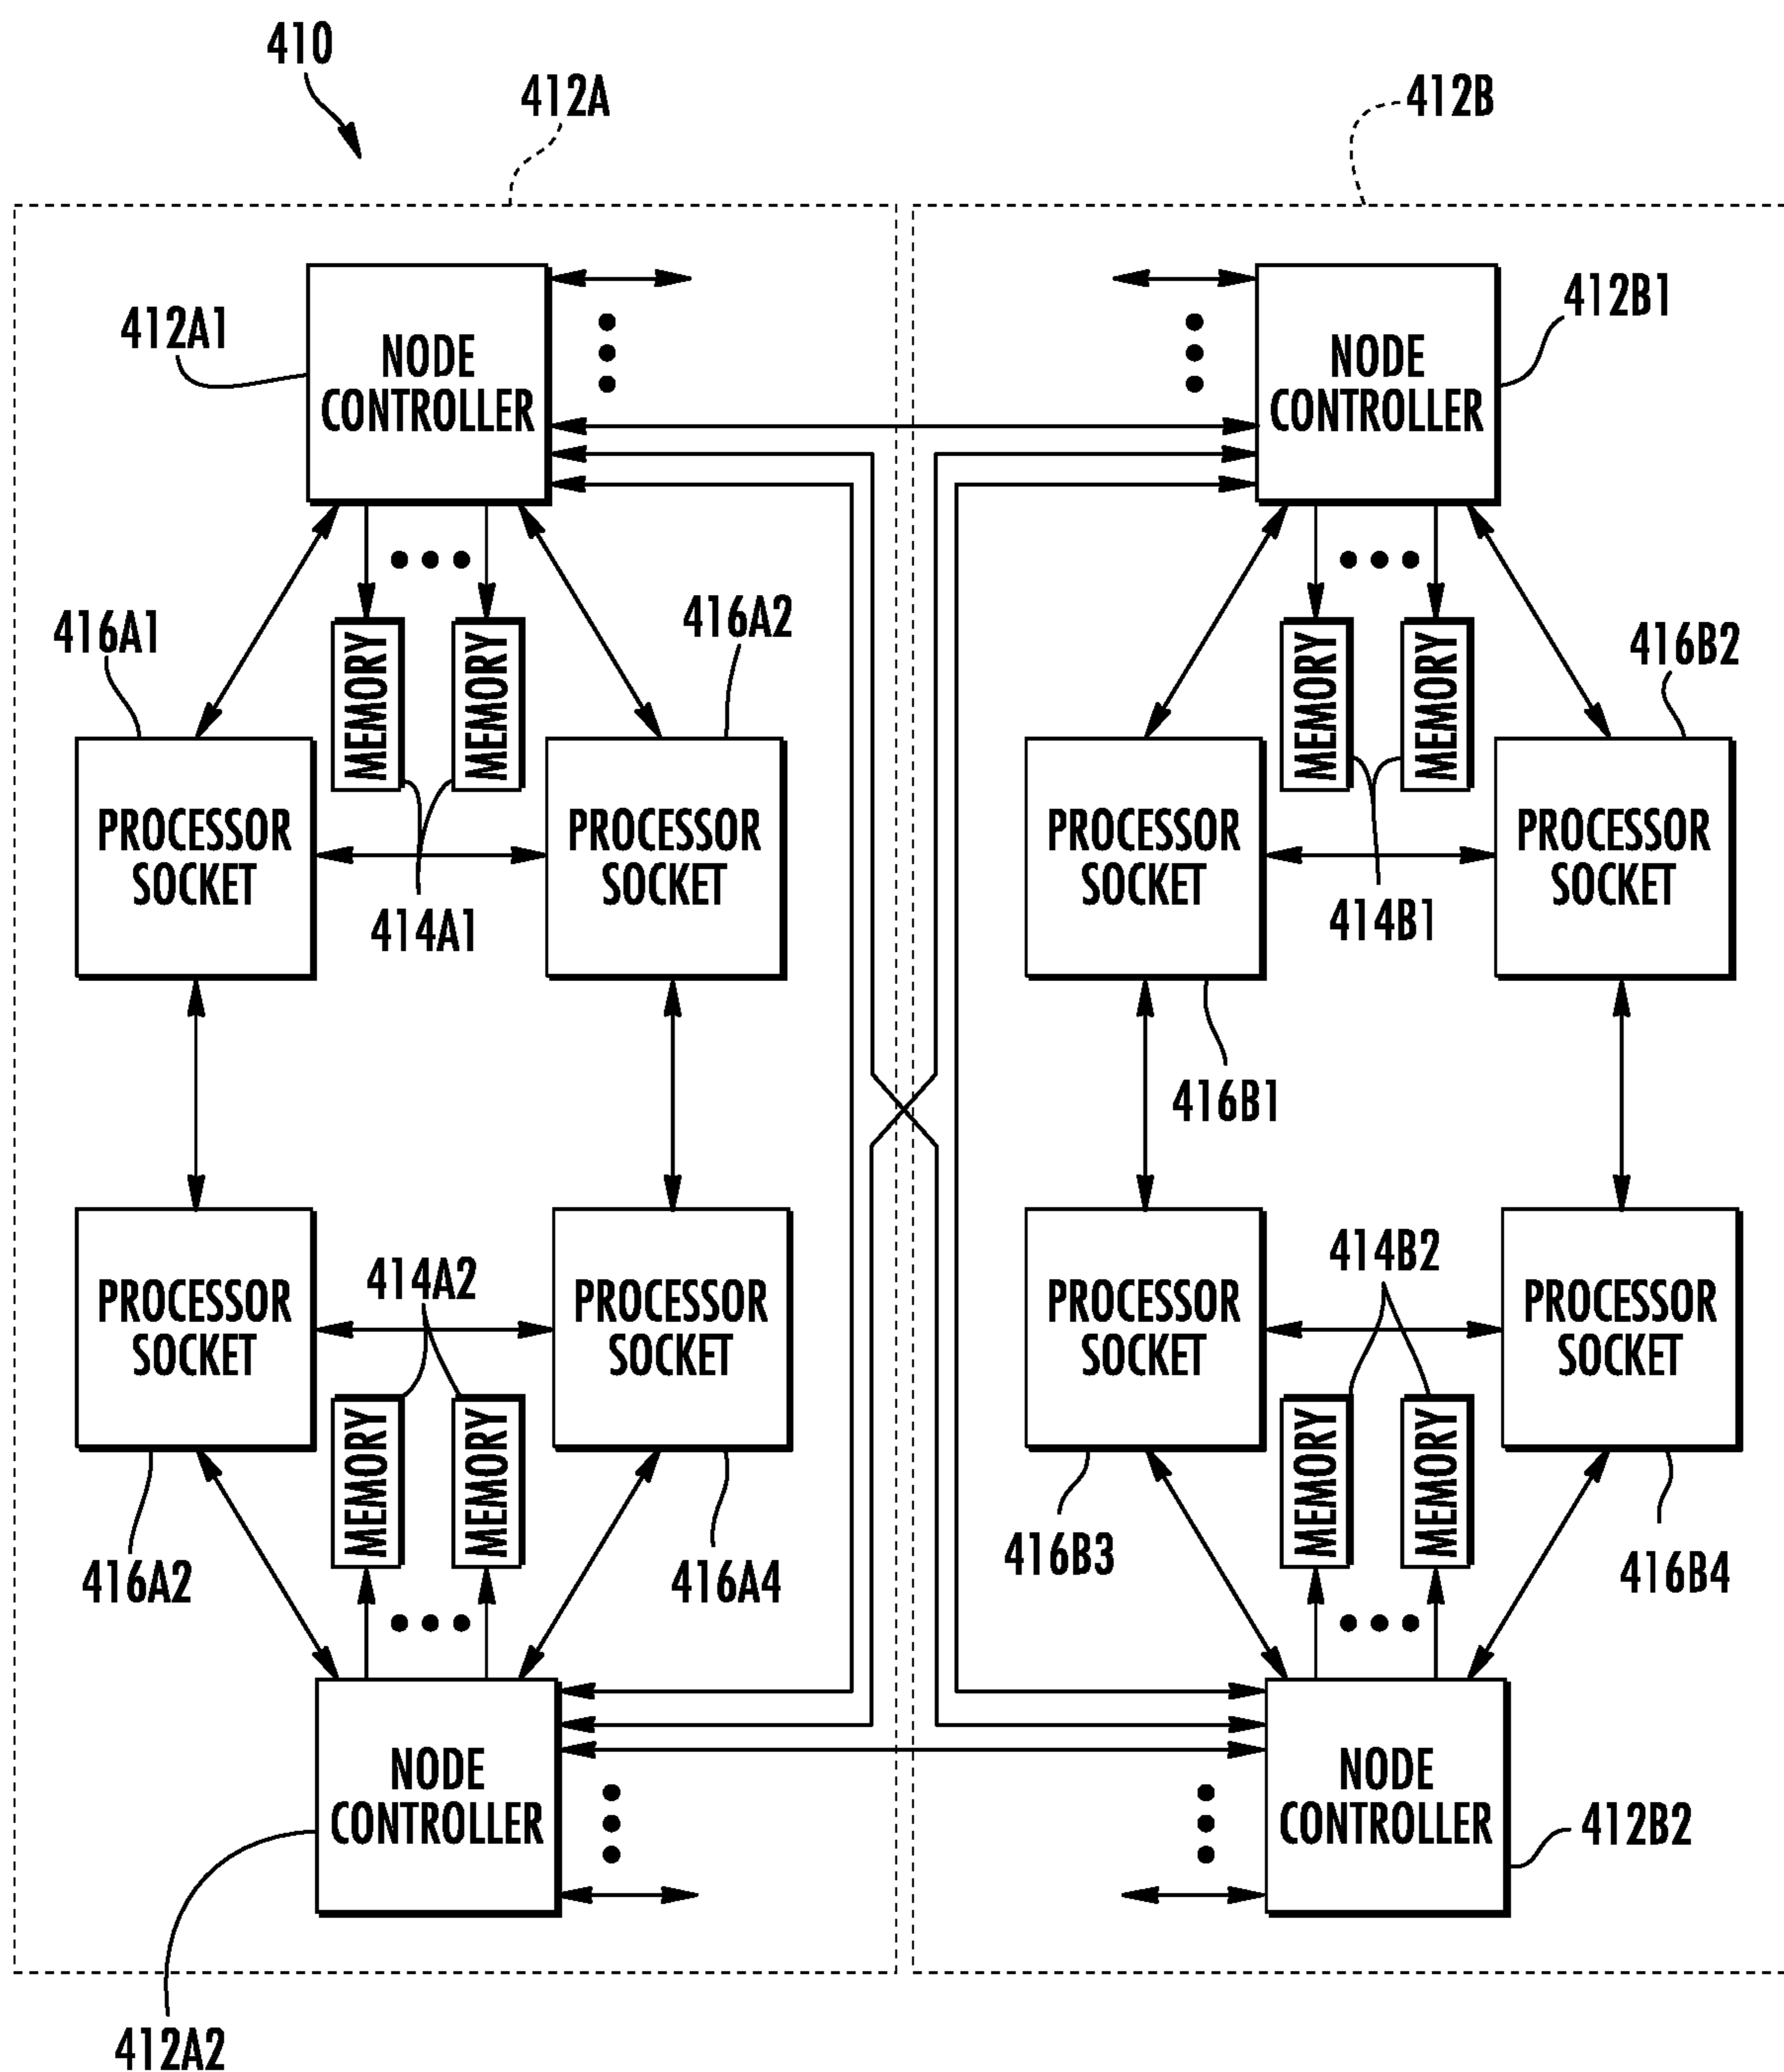 410
412A
412B
412A1
NODE
CONTROLLER
NODE
CONTROLLER
412B1
416A1
MEMORY
MEMORY
416A2
MEMORY
MEMORY
416B2
PROCESSOR
SOCKET
PROCESSOR
SOCKET
PROCESSOR
SOCKET
PROCESSOR
SOCKET
414A1
414B1
416B1
PROCESSOR
SOCKET
414A2
PROCESSOR
SOCKET
PROCESSOR
SOCKET
414B2
PROCESSOR
SOCKET
416A2
MEMORY
MEMORY
416A4
416B3
MEMORY
MEMORY
416B4
NODE
CONTROLLER
NODE
CONTROLLER
412B2
412A2